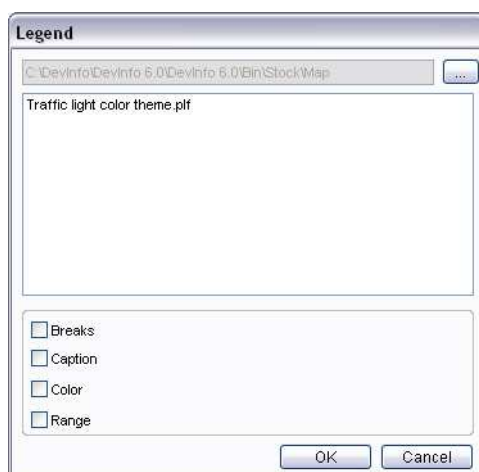 Legend
C:\DevInfo\DevInfo 6.0\DevInfo 6.0\Bin\Stock\Map
...
Traffic light color theme.plf
Breaks
Caption
Color
Range
OK
Cancel